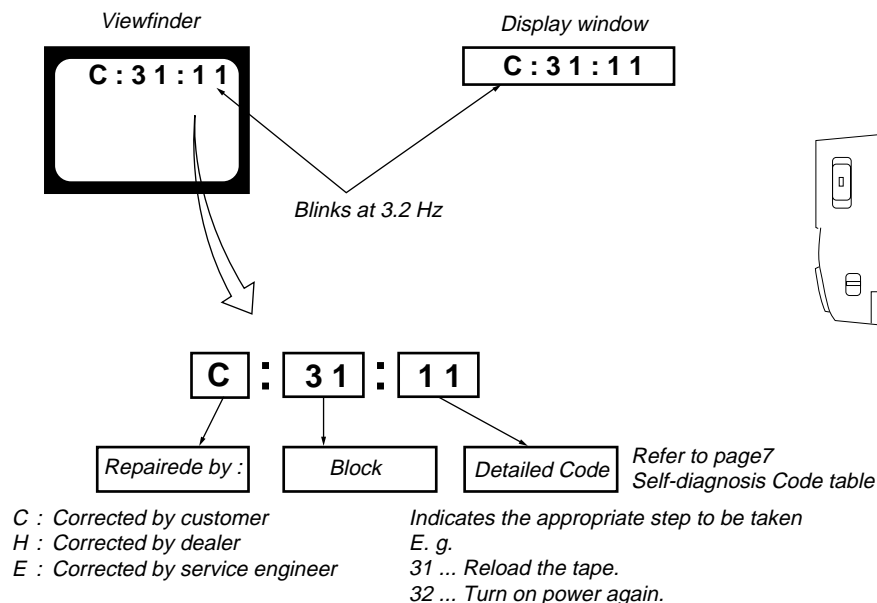 Viewfinder
Display window
C : 3 1 : 1 1
C : 3 1 : 1 1
Blinks at 3.2 Hz
C : 3 1 : 1 1
Repairede by :
Block
Detailed Code
Refer to page7
Self-diagnosis Code table
C : Corrected by customer
H : Corrected by dealer
E : Corrected by service engineer
Indicates the appropriate step to be taken
E. g.
31 ... Reload the tape.
32 ... Turn on power again.